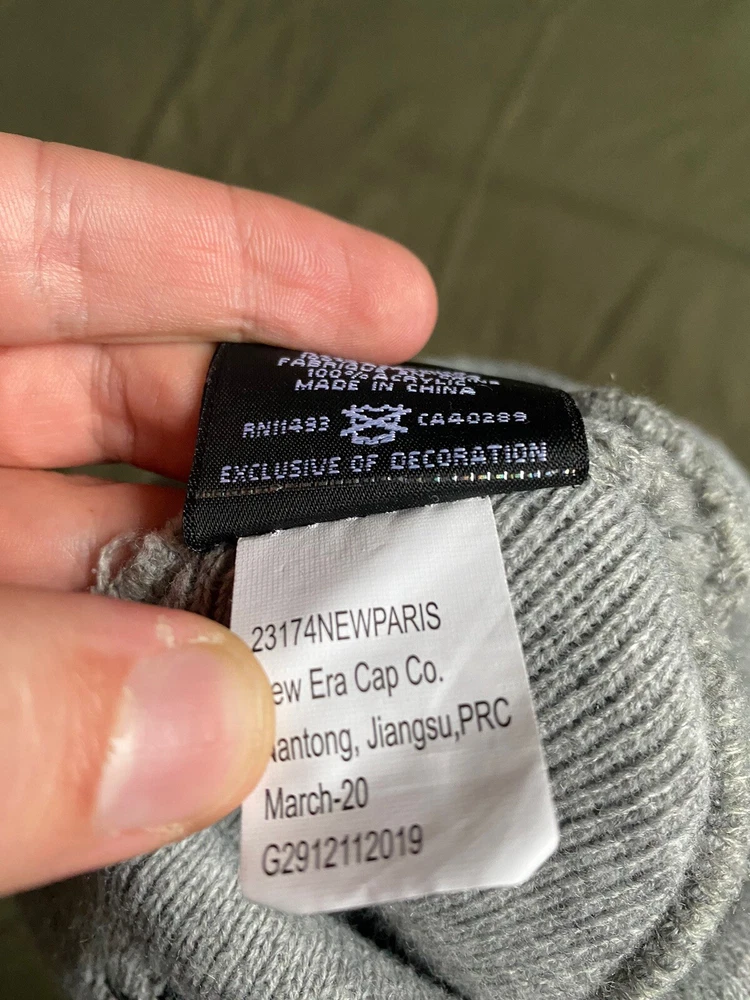 100% ACRYLIC
MADE IN CHINA
RN11493 CA40289
EXCLUSIVE OF DECORATION
23174NEWPARIS
ew Era Cap Co.
antong, Jiangsu,PRC
March-20
G2912112019